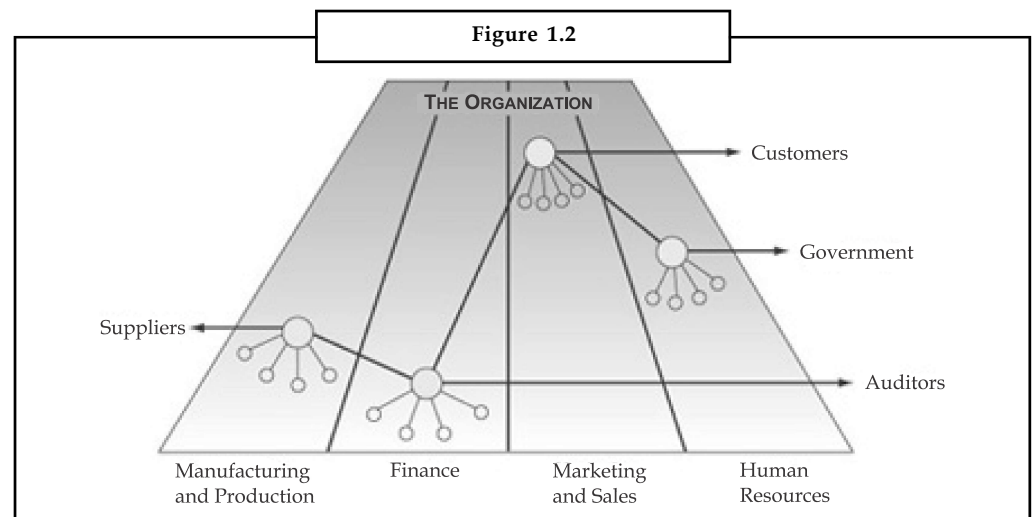 Figure 1.2
THE ORGANIZATION
Customers
Government
Suppliers
Auditors
Manufacturing
and Production
Finance
Marketing
and Sales
Human
Resources